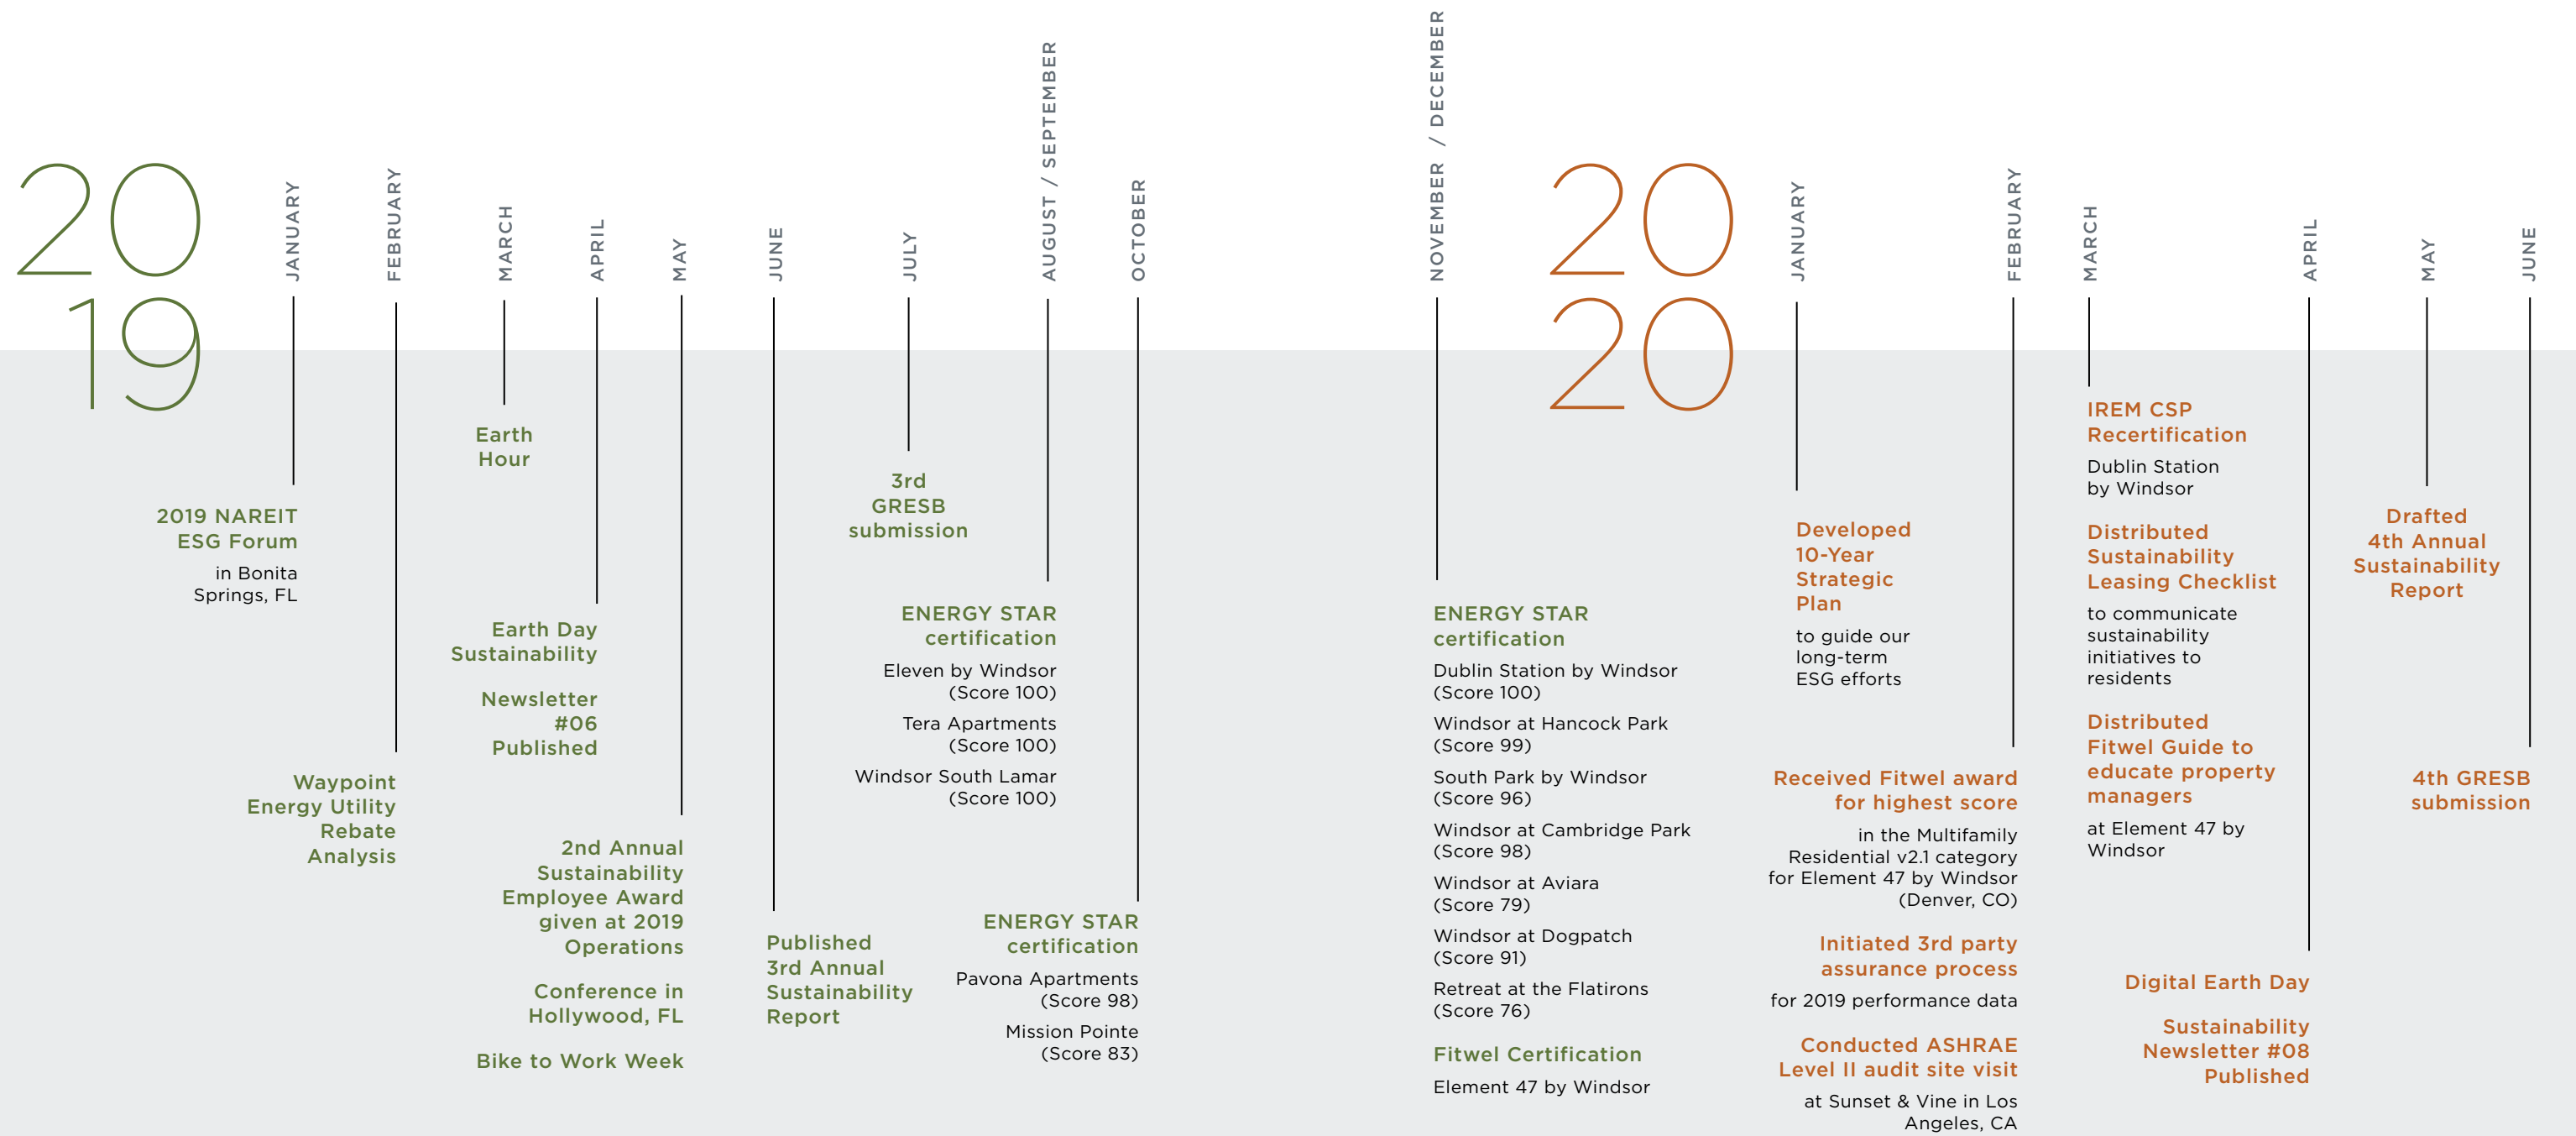 20
19
JANUARY
2019 NAREIT
ESG Forum
in Bonita
Springs, FL
FEBRUARY
Waypoint
Energy Utility
Rebate
Analysis
MARCH
Earth
Hour
APRIL
Earth Day
Sustainability
Newsletter
#06
Published
MAY
2nd Annual
Sustainability
Employee Award
given at 2019
Operations
Conference in
Hollywood, FL
Bike to Work Week
JUNE
Published
3rd Annual
Sustainability
Report
JULY
3rd
GRESB
submission
AUGUST / SEPTEMBER
ENERGY STAR
certification
Eleven by Windsor
(Score 100)
Tera Apartments
(Score 100)
Windsor South Lamar
(Score 100)
OCTOBER
ENERGY STAR
certification
Pavona Apartments
(Score 98)
Mission Pointe
(Score 83)
NOVEMBER / DECEMBER
ENERGY STAR
certification
Dublin Station by Windsor
(Score 100)
Windsor at Hancock Park
(Score 99)
South Park by Windsor
(Score 96)
Windsor at Cambridge Park
(Score 98)
Windsor at Aviara
(Score 79)
Windsor at Dogpatch
(Score 91)
Retreat at the Flatirons
(Score 76)
Fitwel Certification
Element 47 by Windsor
20
20
JANUARY
Developed
10-Year
Strategic
Plan
to guide our
long-term
ESG efforts
FEBRUARY
Received Fitwel award
for highest score
in the Multifamily
Residential v2.1 category
for Element 47 by Windsor
(Denver, CO)
Initiated 3rd party
assurance process
for 2019 performance data
Conducted ASHRAE
Level II audit site visit
at Sunset & Vine in Los
Angeles, CA
MARCH
IREM CSP
Recertification
Dublin Station
by Windsor
Distributed
Sustainability
Leasing Checklist
to communicate
sustainability
initiatives to
residents
Distributed
Fitwel Guide to
educate property
managers
at Element 47 by
Windsor
APRIL
Digital Earth Day
Sustainability
Newsletter #08
Published
MAY
Drafted
4th Annual
Sustainability
Report
JUNE
4th GRESB
submission